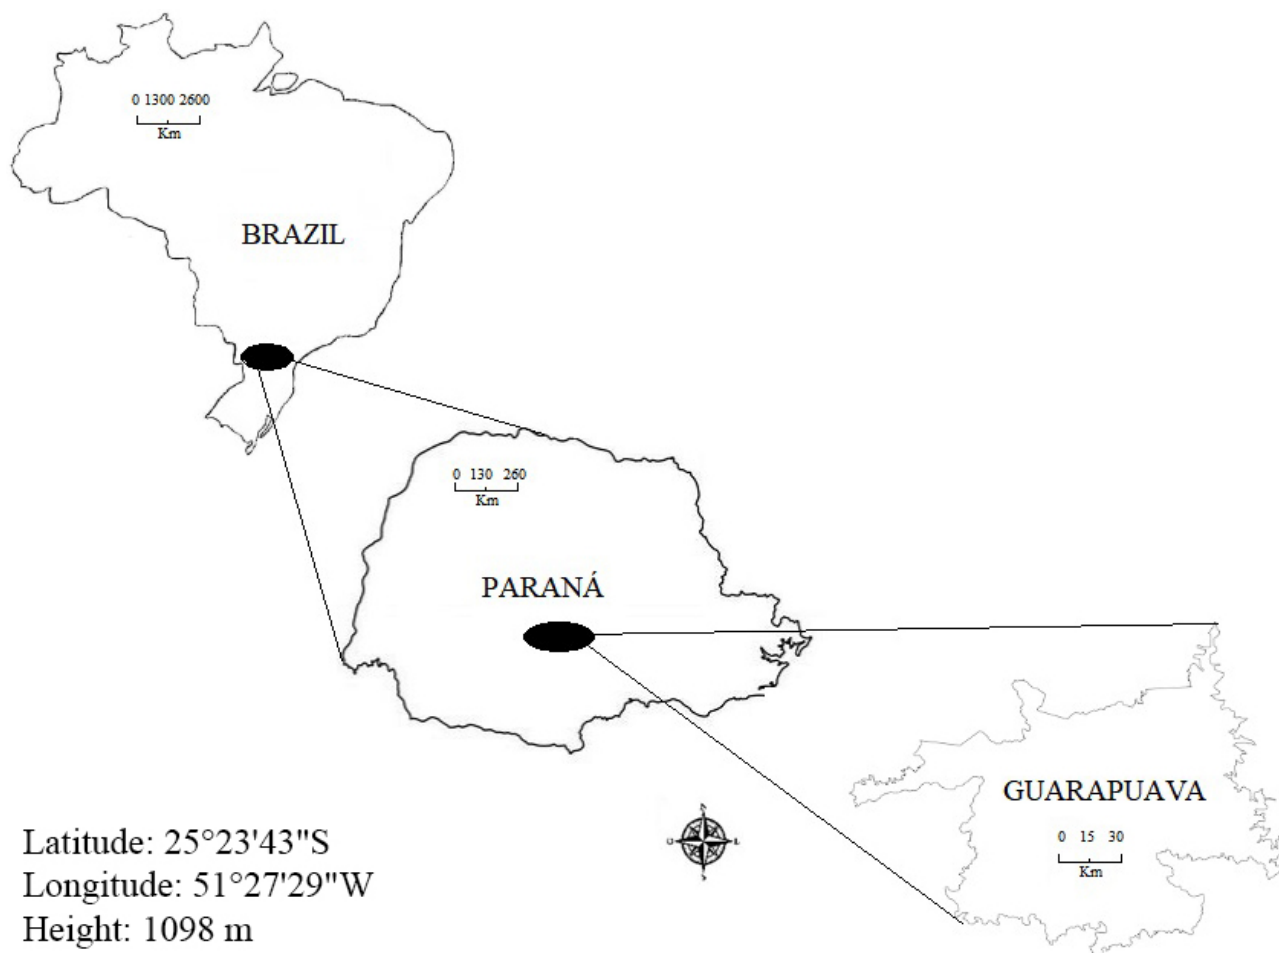 0 1300 2600
Km
BRAZIL
0 130 260
Km
PARANÁ
GUARAPUAVA
0 15 30
Km
Latitude: 25°23'43"S
Longitude: 51°27'29"W
Height: 1098 m